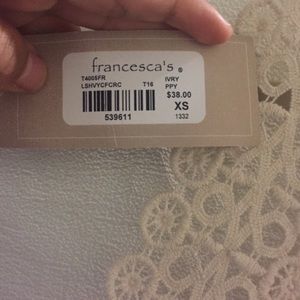 francesca's ®
T4005FR IVRY
LSHVYCFCRC T16 PPY
$38.00
XS
539611 1332